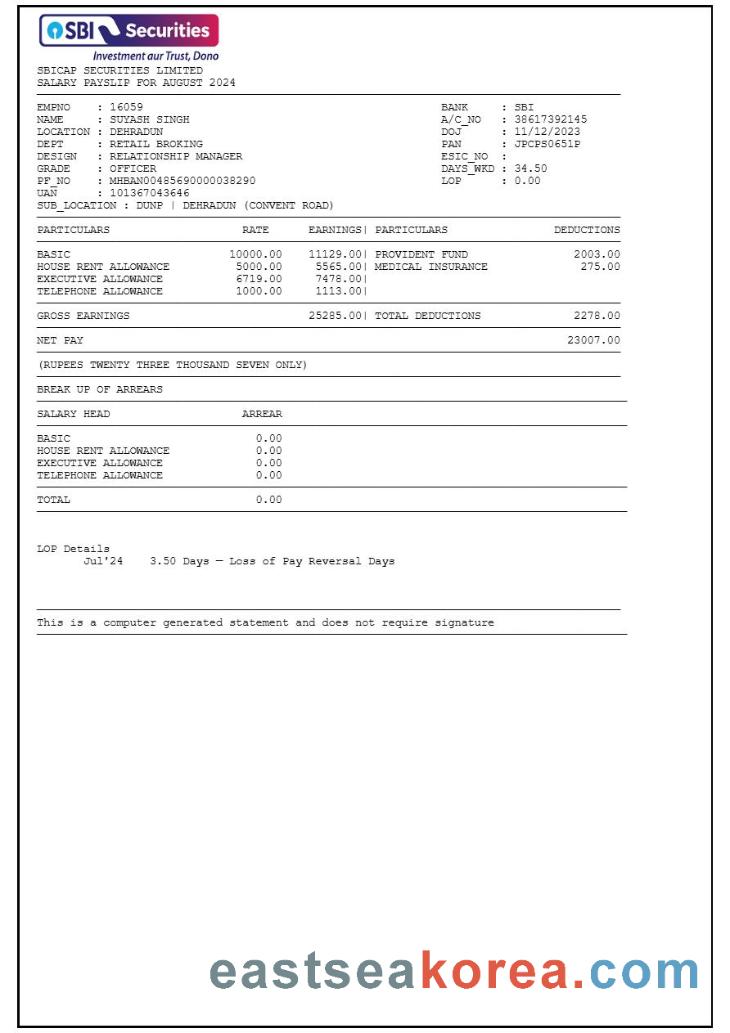 SBI Securities
Investment aur Trust, Dono
SBICAP SECURITIES LIMITED
SALARY PAYSLIP FOR AUGUST 2024
EMPNO : 16059 BANK : SBI
NAME : SUYASH SINGH A/C_NO : 38617392145
LOCATION : DEHRADUN DOJ : 11/12/2023
DEPT : RETAIL BROKING PAN : JPCPS0651P
DESIGN : RELATIONSHIP MANAGER ESIC_NO :
GRADE : OFFICER DAYS_WKD : 34.50
PF_NO : MHBAN00485690000038290 LOP : 0.00
UAN : 101367043646
SUB_LOCATION : DUNP | DEHRADUN (CONVENT ROAD)
PARTICULARS RATE EARNINGS| PARTICULARS DEDUCTIONS
BASIC 10000.00 11129.00| PROVIDENT FUND 2003.00
HOUSE RENT ALLOWANCE 5000.00 5565.00| MEDICAL INSURANCE 275.00
EXECUTIVE ALLOWANCE 6719.00 7478.00|
TELEPHONE ALLOWANCE 1000.00 1113.00|
GROSS EARNINGS 25285.00| TOTAL DEDUCTIONS 2278.00
NET PAY 23007.00
(RUPEES TWENTY THREE THOUSAND SEVEN ONLY)
BREAK UP OF ARREARS
SALARY HEAD ARREAR
BASIC 0.00
HOUSE RENT ALLOWANCE 0.00
EXECUTIVE ALLOWANCE 0.00
TELEPHONE ALLOWANCE 0.00
TOTAL 0.00
LOP Details
Jul'24 3.50 Days — Loss of Pay Reversal Days
This is a computer generated statement and does not require signature
eastseakorea.com